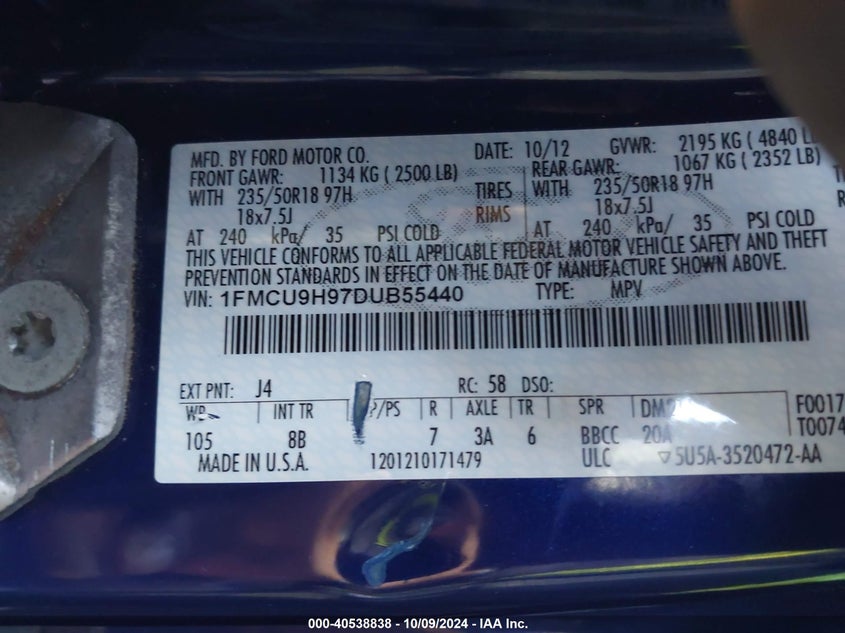 MFD. BY FORD MOTOR CO. DATE: 10/12 GVWR: 2195 KG ( 4840 L
FRONT GAWR: 1134 KG ( 2500 LB) REAR GAWR: 1067 KG ( 2352 LB)
WITH 235/50R18 97H TIRES WITH 235/50R18 97H
18x7.5J RIMS 18x7.5J
AT 240 kPa/ 35 PSI COLD AT 240 kPa/ 35 PSI COLD
THIS VEHICLE CONFORMS TO ALL APPLICABLE FEDERAL MOTOR VEHICLE SAFETY AND THEFT
PREVENTION STANDARDS IN EFFECT ON THE DATE OF MANUFACTURE SHOWN ABOVE.
VIN: 1FMCU9H97DUB55440 TYPE: MPV
EXT PNT: J4 RC: 58 DSO:
WB INT TR /PS R AXLE TR SPR F0017
105 8B 7 3A 6 BBCC 20A T0074
MADE IN U.S.A. 1201210171479 ULC 5U5A-3520472-AA
000-40538838 - 10/09/2024 - IAA Inc.